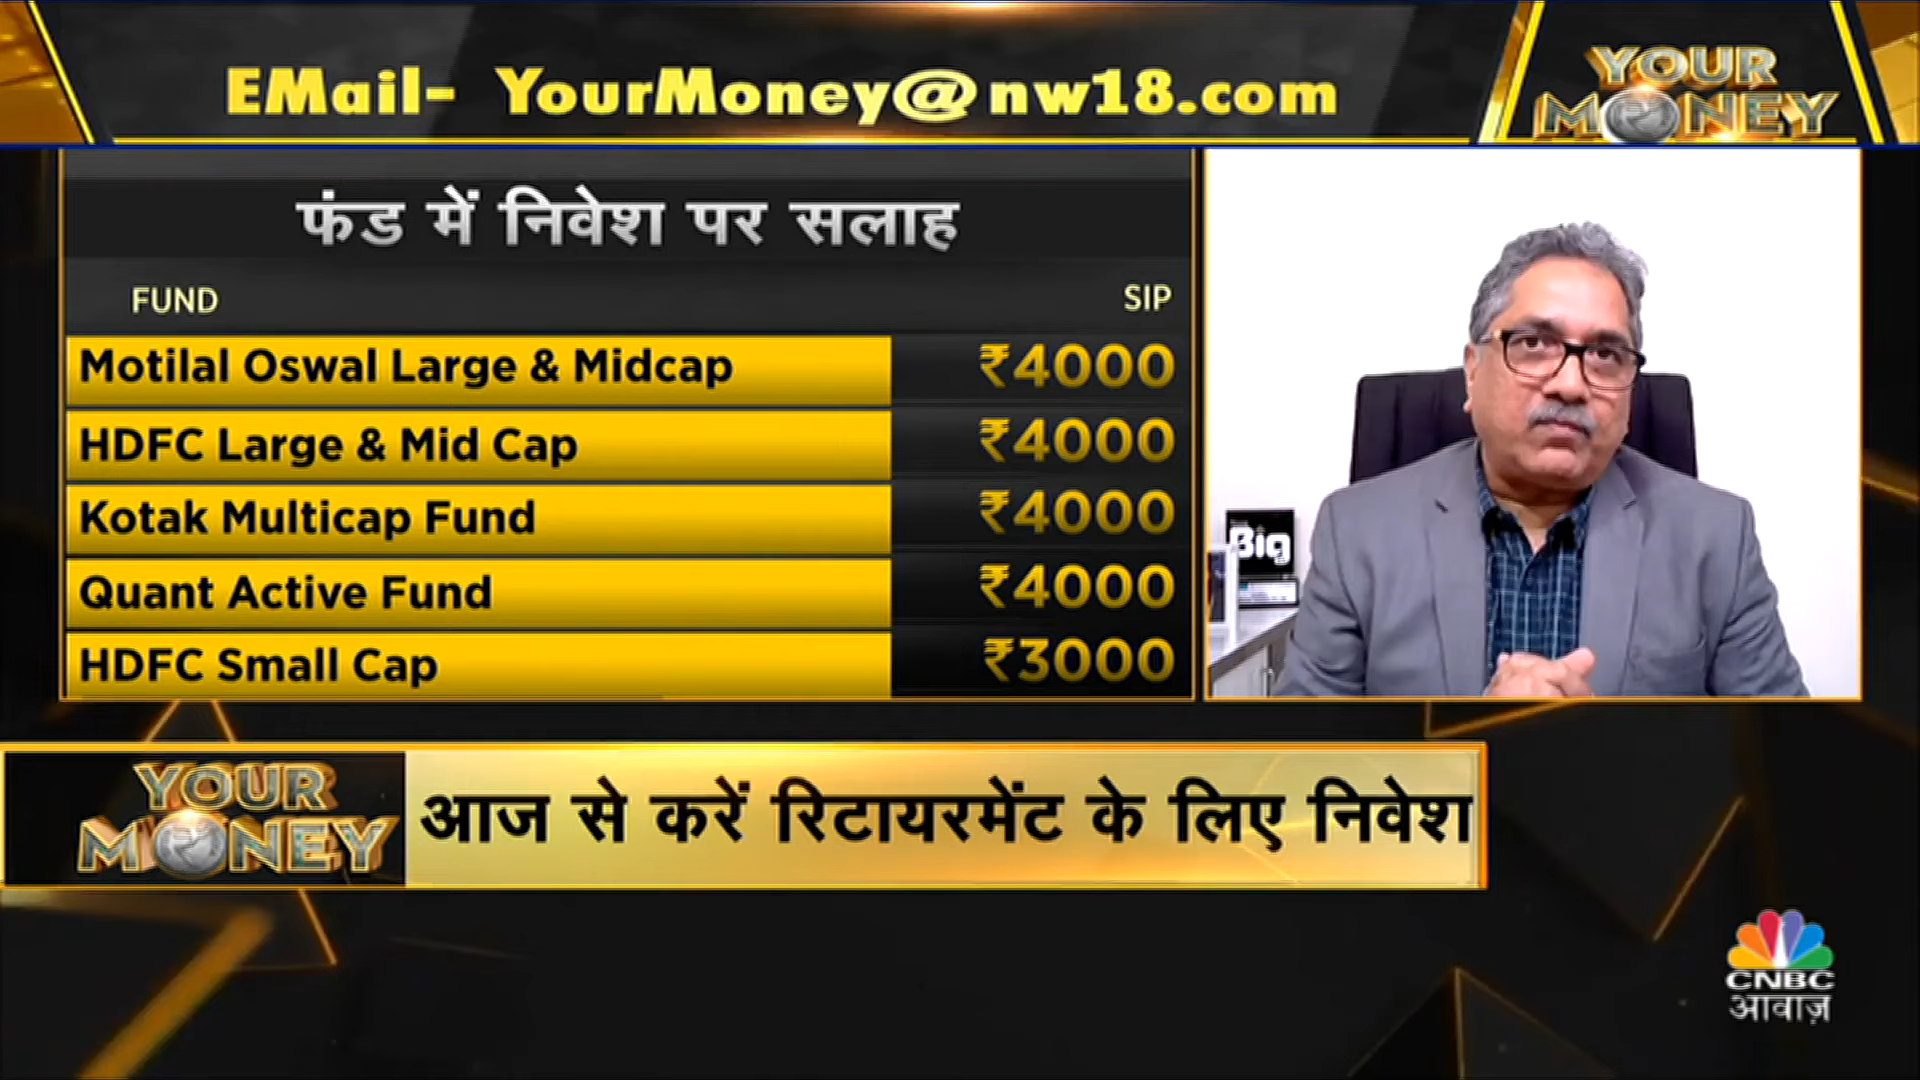 EMail- YourMoney@nw18.com
YOUR
MONEY
फंड में निवेश पर सलाह
FUND SIP
Motilal Oswal Large & Midcap ₹4000
HDFC Large & Mid Cap ₹4000
Kotak Multicap Fund ₹4000
Quant Active Fund ₹4000
HDFC Small Cap ₹3000
Big
YOUR
MONEY
आज से करें रिटायरमेंट के लिए निवेश
CNBC
आवाज़